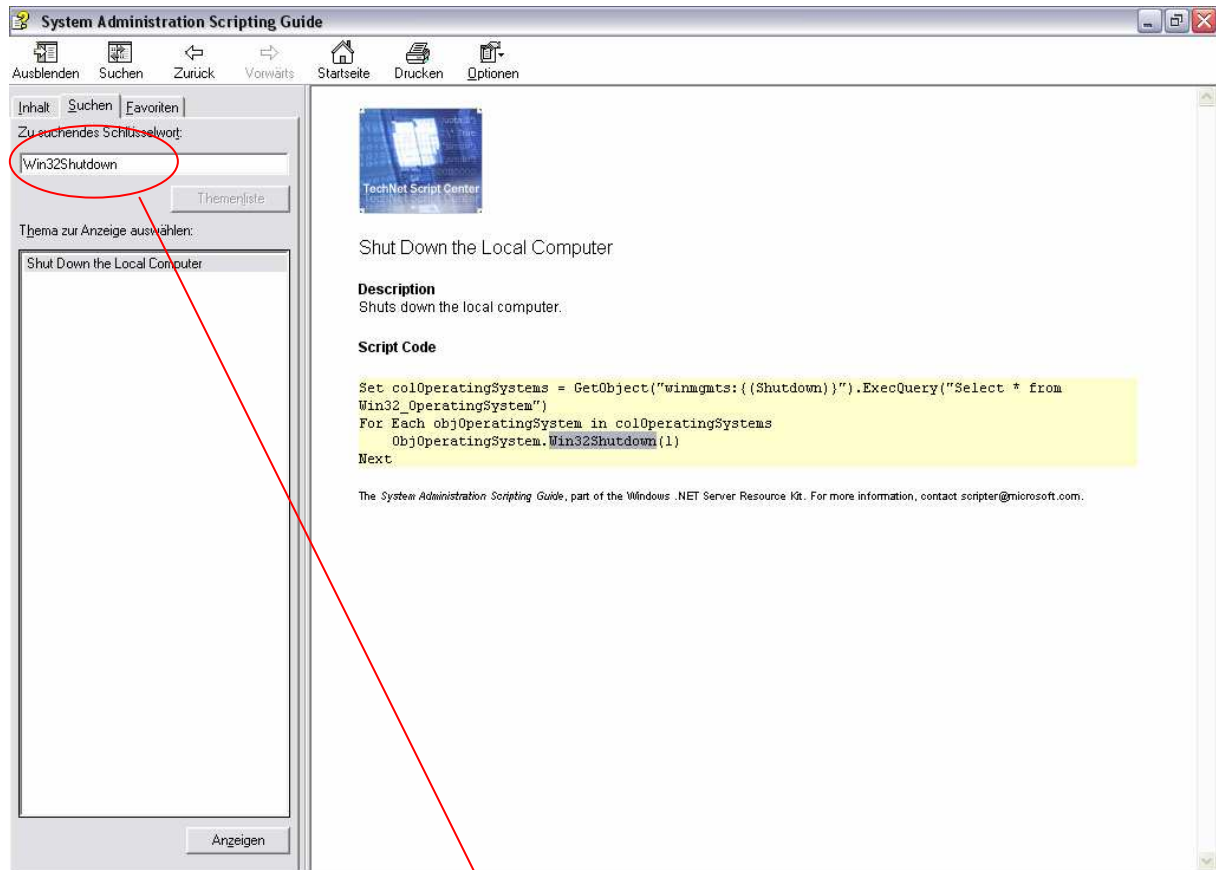 System Administration Scripting Guide
Ausblenden Suchen Zurück Vorwärts Startseite Drucken Optionen
Inhalt Suchen Favoriten
Zu suchendes Schlüsselwort:
Win32Shutdown
Themenliste
Thema zur Anzeige auswählen:
Shut Down the Local Computer
Anzeigen
TechNet Script Center
Shut Down the Local Computer
Description
Shuts down the local computer.
Script Code
Set colOperatingSystems = GetObject("winmgmts:{(Shutdown)}").ExecQuery("Select * from
Win32_OperatingSystem")
For Each objOperatingSystem in colOperatingSystems
ObjOperatingSystem.Win32Shutdown(1)
Next
The System Administration Scripting Guide, part of the Windows .NET Server Resource Kit. For more information, contact scripter@microsoft.com.